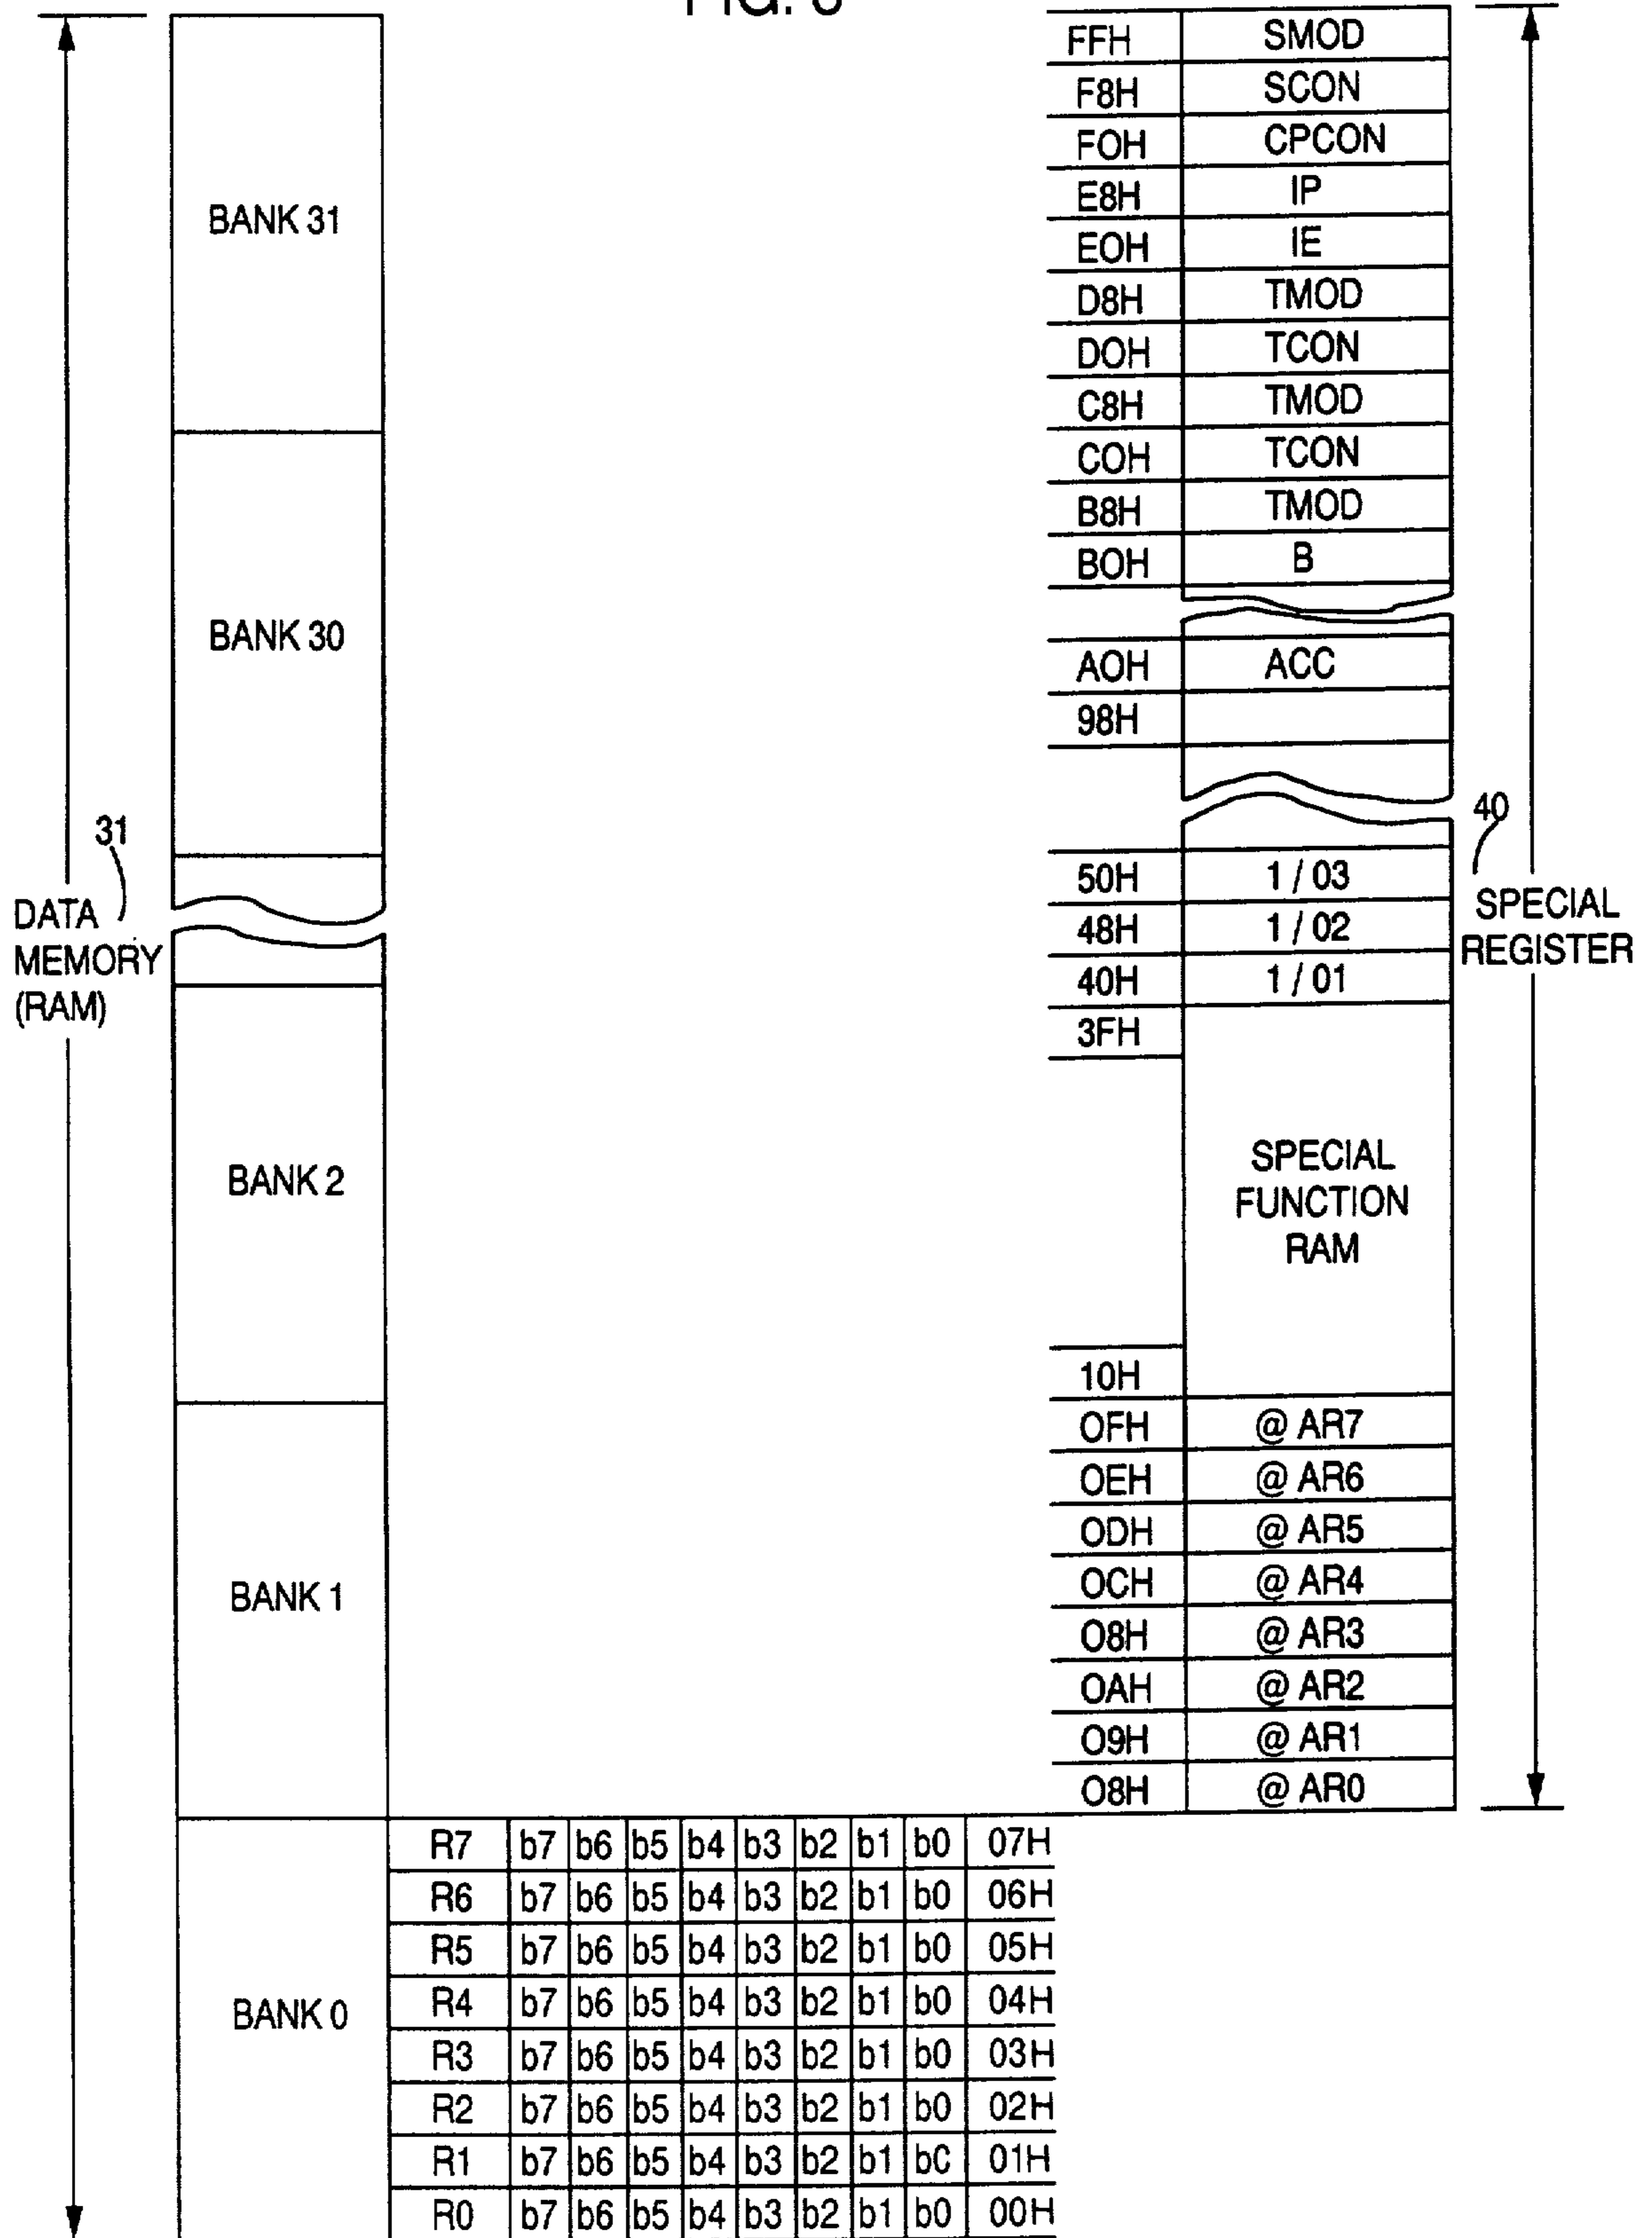 FIG. 3
FFH SMOD
F8H SCON
FOH CPCON
E8H IP
EOH IE
D8H TMOD
DOH TCON
C8H TMOD
COH TCON
B8H TMOD
BOH B
AOH ACC
98H
50H 1 / 03
48H 1 / 02
40H 1 / 01
3FH
SPECIAL
FUNCTION
RAM
10H
OFH @ AR7
OEH @ AR6
ODH @ AR5
OCH @ AR4
O8H @ AR3
OAH @ AR2
O9H @ AR1
O8H @ AR0
40
SPECIAL
REGISTER
31
DATA
MEMORY
(RAM)
BANK 31
BANK 30
BANK 2
BANK 1
BANK 0
R7 b7 b6 b5 b4 b3 b2 b1 b0 07H
R6 b7 b6 b5 b4 b3 b2 b1 b0 06H
R5 b7 b6 b5 b4 b3 b2 b1 b0 05H
R4 b7 b6 b5 b4 b3 b2 b1 b0 04H
R3 b7 b6 b5 b4 b3 b2 b1 b0 03H
R2 b7 b6 b5 b4 b3 b2 b1 b0 02H
R1 b7 b6 b5 b4 b3 b2 b1 bC 01H
R0 b7 b6 b5 b4 b3 b2 b1 b0 00H